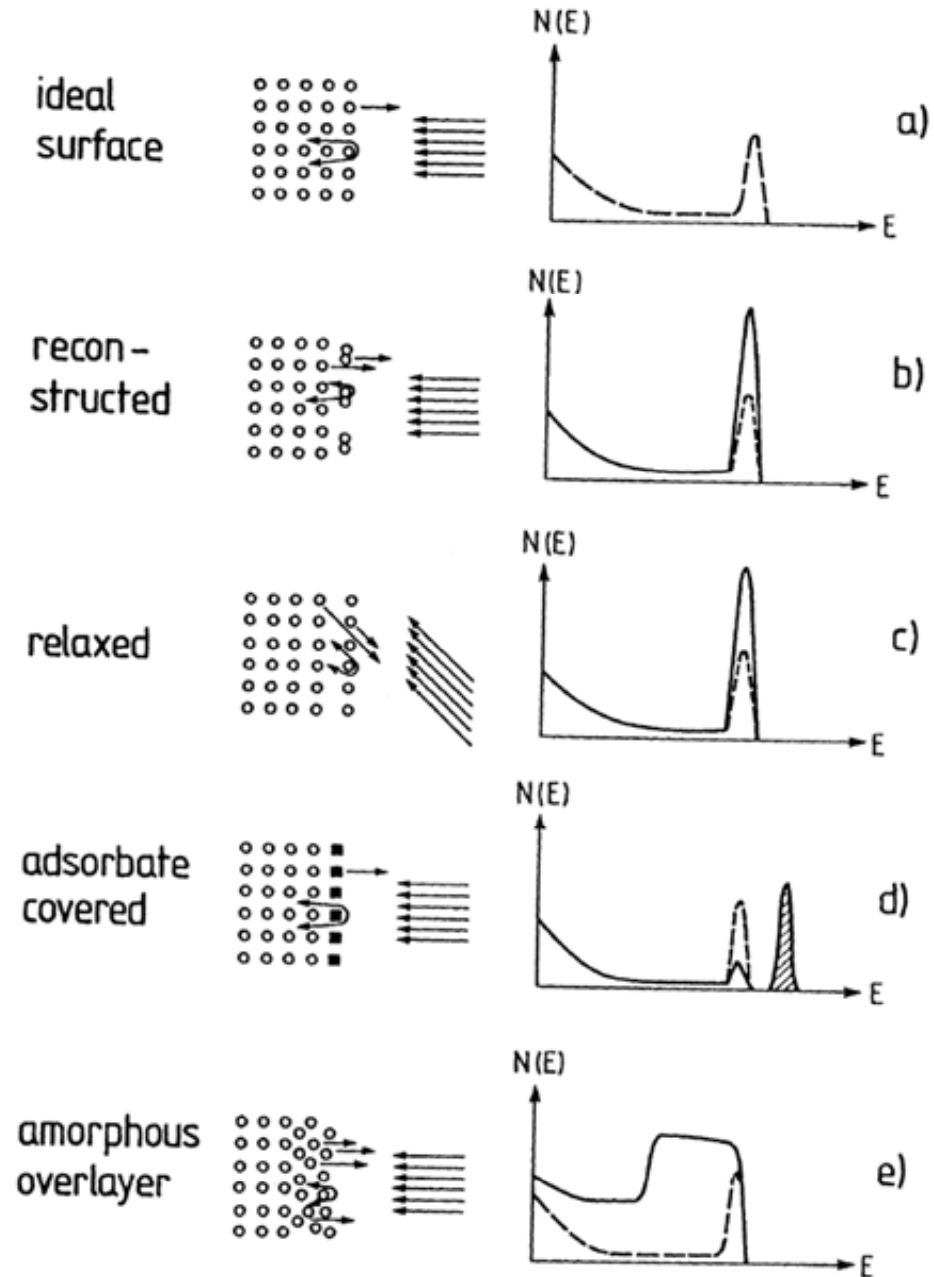 N(E)
ideal
surface
a)
E
N(E)
recon-
structed
b)
E
N(E)
relaxed
c)
E
N(E)
adsorbate
covered
d)
E
N(E)
amorphous
overlayer
e)
E